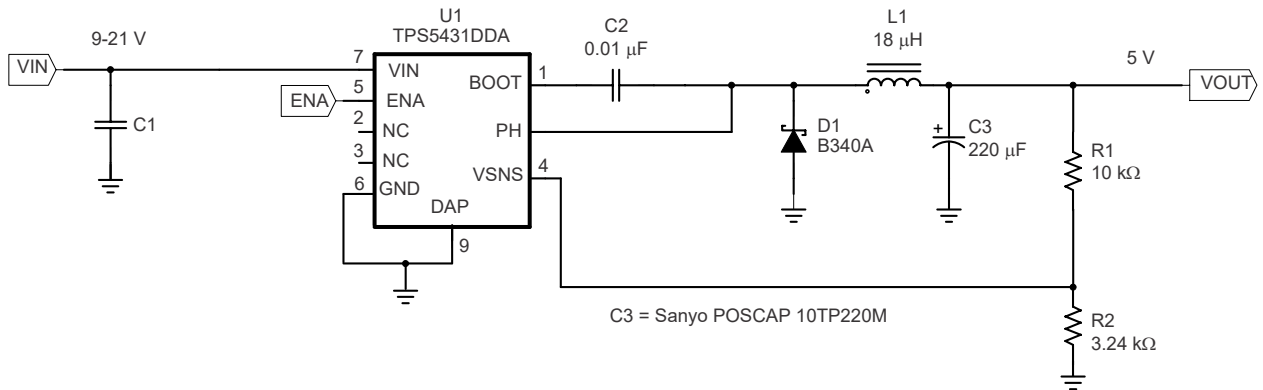 U1
TPS5431DDA
C2
0.01 μF
L1
18 μH
9-21 V
5 V
VIN
7
VIN
BOOT
1
VOUT
ENA
5
ENA
2
NC
PH
C1
D1
B340A
+
C3
220 μF
3
NC
VSNS
4
R1
10 kΩ
6
GND
DAP
9
C3 = Sanyo POSCAP 10TP220M
R2
3.24 kΩ